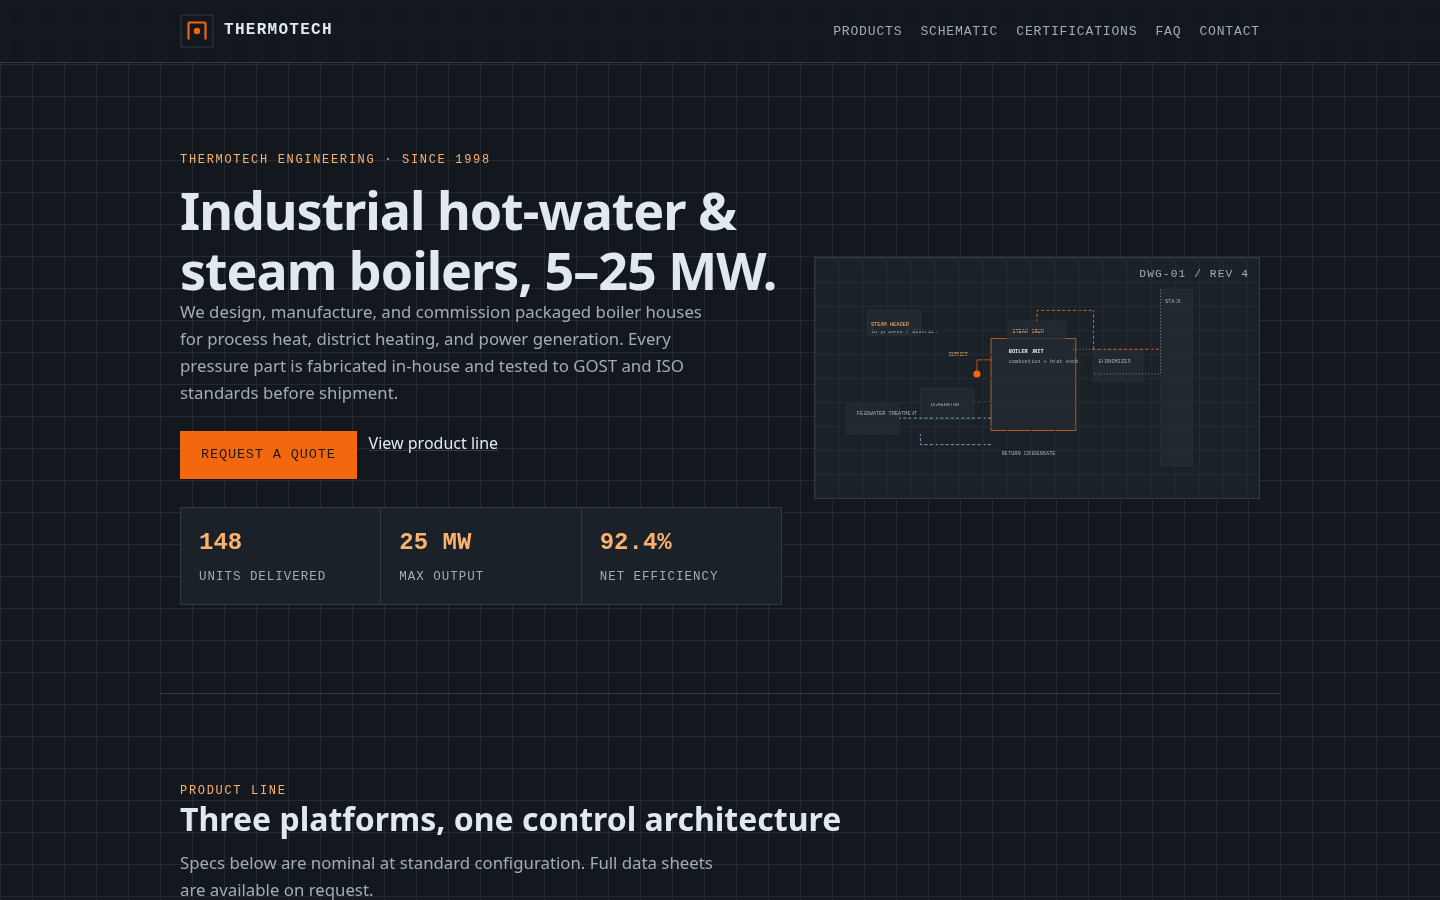 THERMOTECH
PRODUCTS SCHEMATIC CERTIFICATIONS FAQ CONTACT
THERMOTECH ENGINEERING · SINCE 1998
Industrial hot-water &
steam boilers, 5–25 MW.
We design, manufacture, and commission packaged boiler houses
for process heat, district heating, and power generation. Every
pressure part is fabricated in-house and tested to GOST and ISO
standards before shipment.
REQUEST A QUOTE
View product line
148
UNITS DELIVERED
25 MW
MAX OUTPUT
92.4%
NET EFFICIENCY
DWG-01 / REV 4
STACK
STEAM HEADER
STEAM DRUM
BURNER
BOILER UNIT
combustion + heat exch.
ECONOMIZER
DEAERATOR
FEEDWATER TREATMENT
RETURN CONDENSATE
PRODUCT LINE
Three platforms, one control architecture
Specs below are nominal at standard configuration. Full data sheets
are available on request.